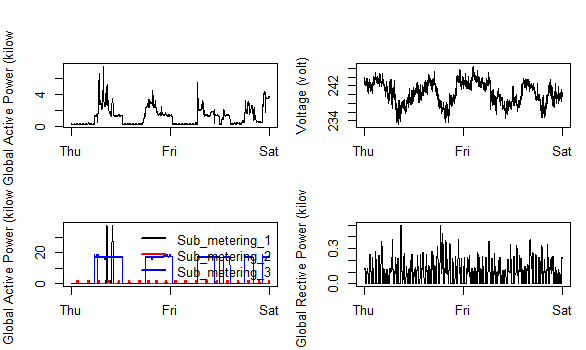 Global Active Power (kilow
4
0
Thu Fri Sat
Voltage (volt)
242
234
Thu Fri Sat
Global Active Power (kilow
20
0
Sub_metering_1
Sub_metering_2
Sub_metering_3
Thu Fri Sat
Global Rective Power (kilov
0.3
0.0
Thu Fri Sat